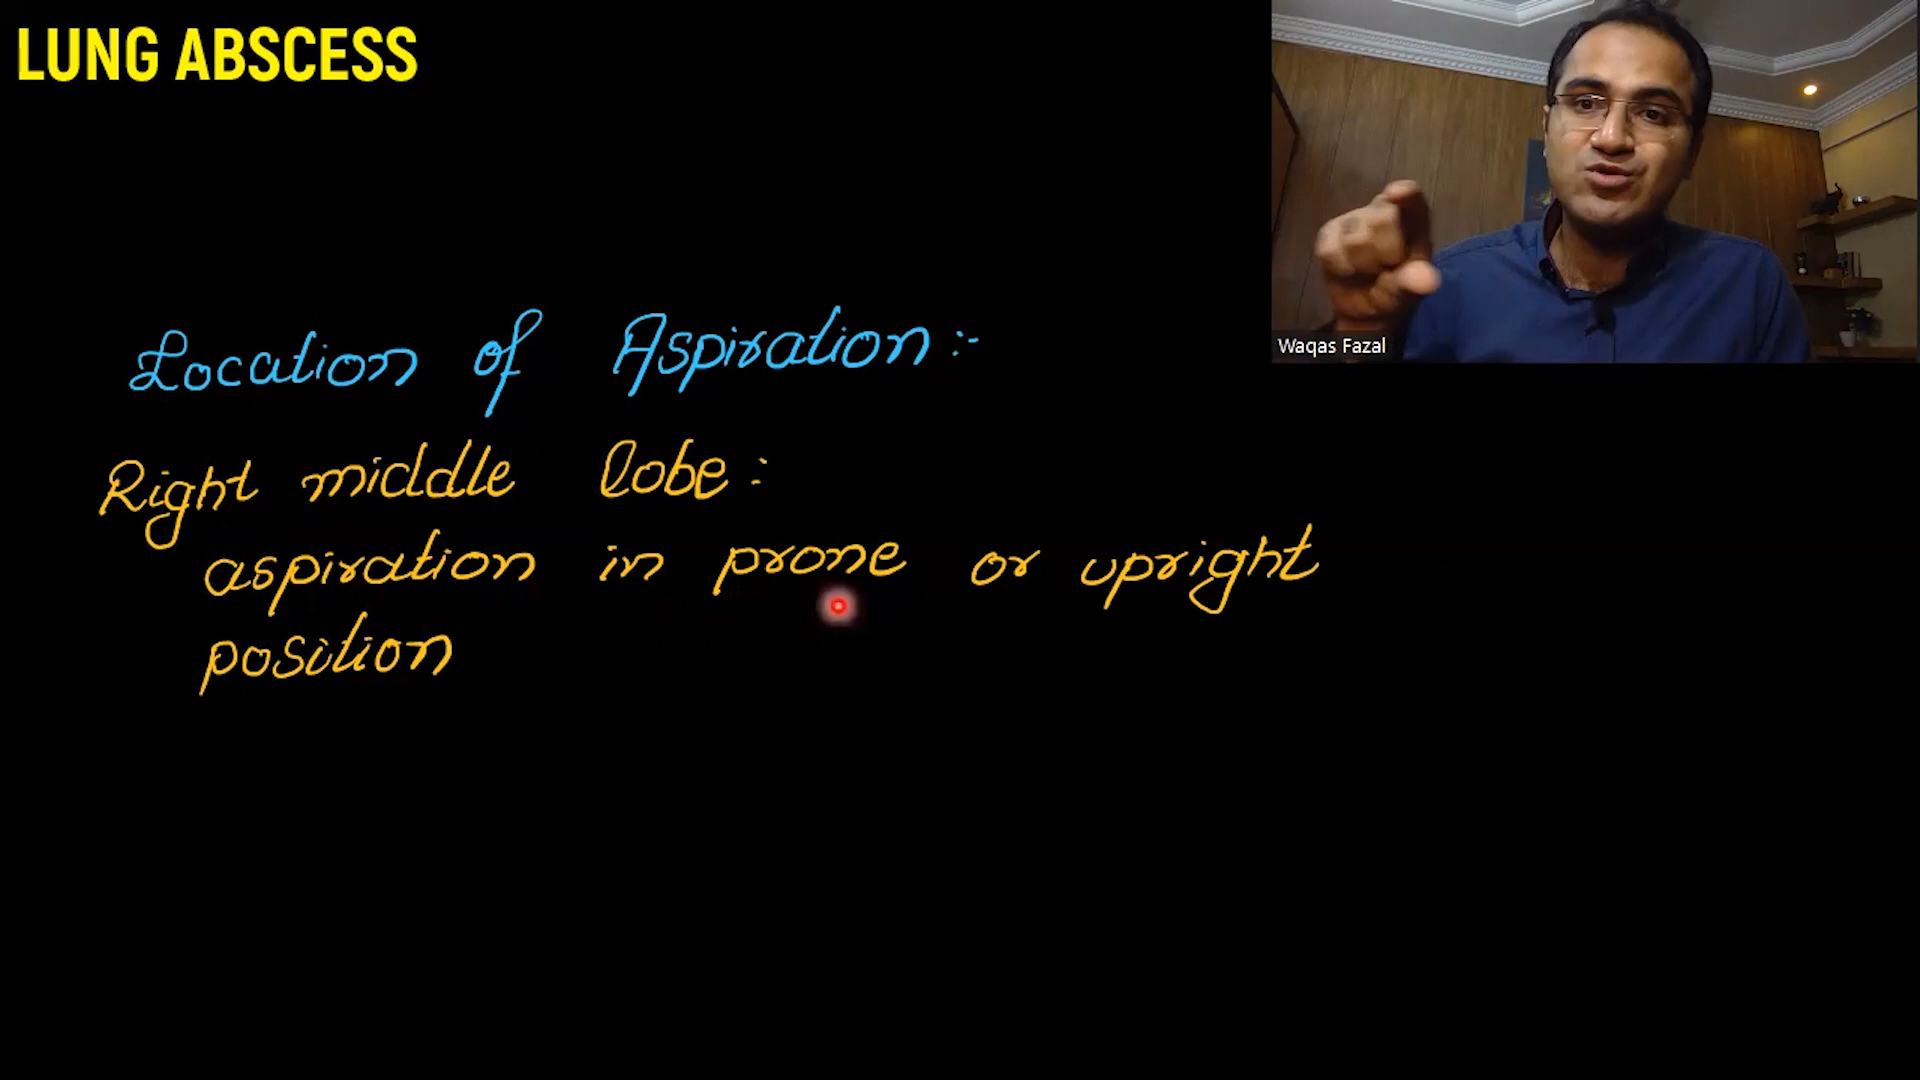 LUNG ABSCESS
Waqas Fazal
Location of Aspiration:-
Right middle lobe:
aspiration in prone or upright
position